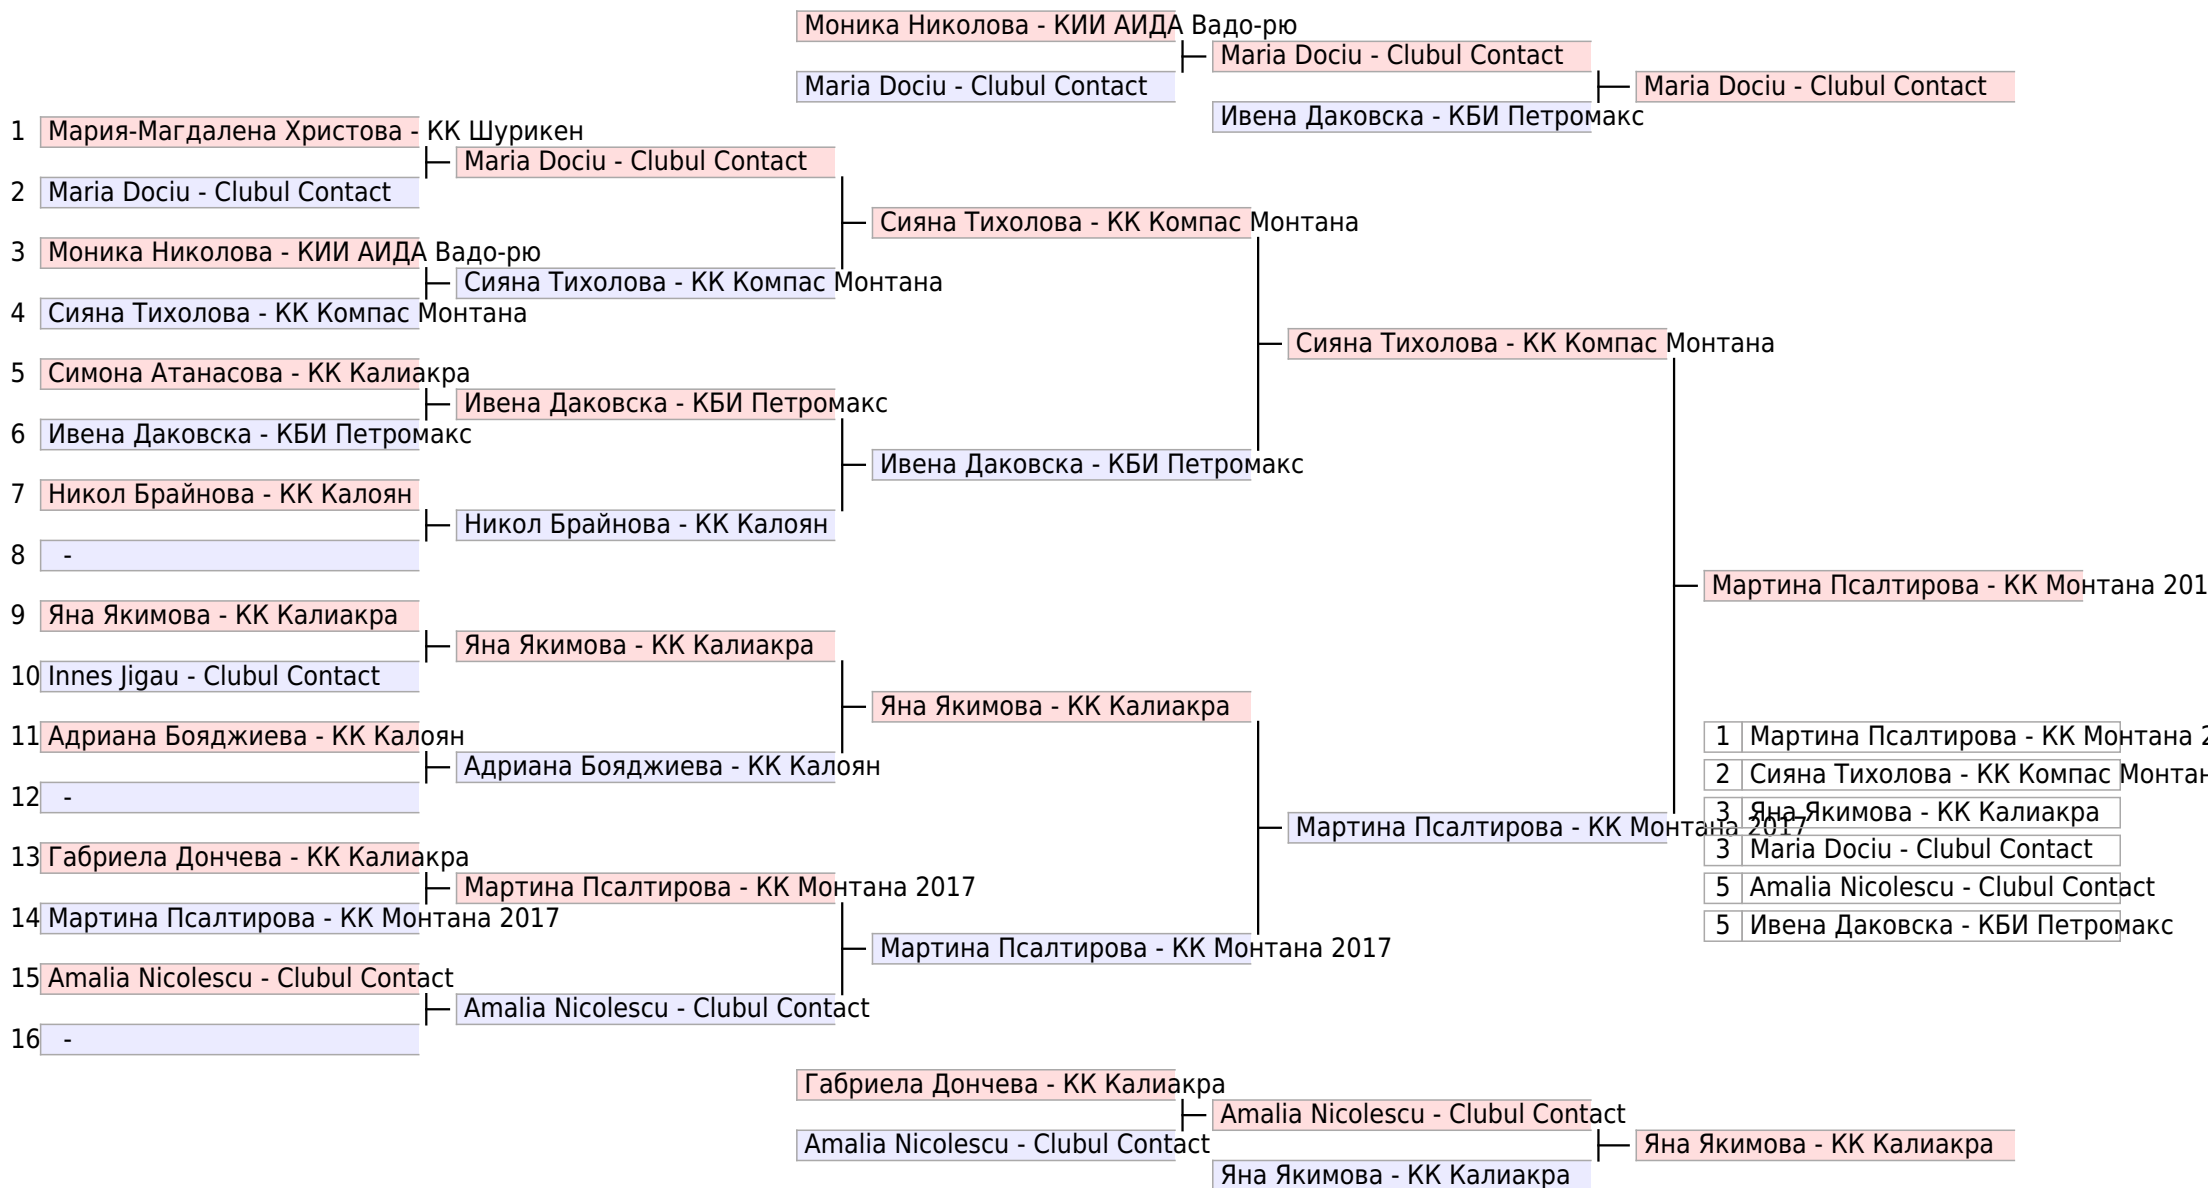 Моника Николова - КИИ АИДА Вадо-рю
Maria Dociu - Clubul Contact
Maria Dociu - Clubul Contact
Maria Dociu - Clubul Contact
Ивена Даковска - КБИ Петромакс
1 Мария-Магдалена Христова - КК Шурикен
Maria Dociu - Clubul Contact
2 Maria Dociu - Clubul Contact
Сияна Тихолова - КК Компас Монтана
3 Моника Николова - КИИ АИДА Вадо-рю
Сияна Тихолова - КК Компас Монтана
4 Сияна Тихолова - КК Компас Монтана
Сияна Тихолова - КК Компас Монтана
5 Симона Атанасова - КК Калиакра
Ивена Даковска - КБИ Петромакс
6 Ивена Даковска - КБИ Петромакс
Ивена Даковска - КБИ Петромакс
7 Никол Брайнова - КК Калоян
Никол Брайнова - КК Калоян
8 -
Мартина Псалтирова - КК Монтана 201
9 Яна Якимова - КК Калиакра
Яна Якимова - КК Калиакра
10 Innes Jigau - Clubul Contact
Яна Якимова - КК Калиакра
11 Адриана Бояджиева - КК Калоян
Адриана Бояджиева - КК Калоян
12 -
Мартина Псалтирова - КК Монтана 2017
13 Габриела Дончева - КК Калиакра
Мартина Псалтирова - КК Монтана 2017
14 Мартина Псалтирова - КК Монтана 2017
Мартина Псалтирова - КК Монтана 2017
15 Amalia Nicolescu - Clubul Contact
Amalia Nicolescu - Clubul Contact
16 -
1 Мартина Псалтирова - КК Монтана 2
2 Сияна Тихолова - КК Компас Монтан
3 Яна Якимова - КК Калиакра
3 Maria Dociu - Clubul Contact
5 Amalia Nicolescu - Clubul Contact
5 Ивена Даковска - КБИ Петромакс
Габриела Дончева - КК Калиакра
Amalia Nicolescu - Clubul Contact
Amalia Nicolescu - Clubul Contact
Яна Якимова - КК Калиакра
Яна Якимова - КК Калиакра